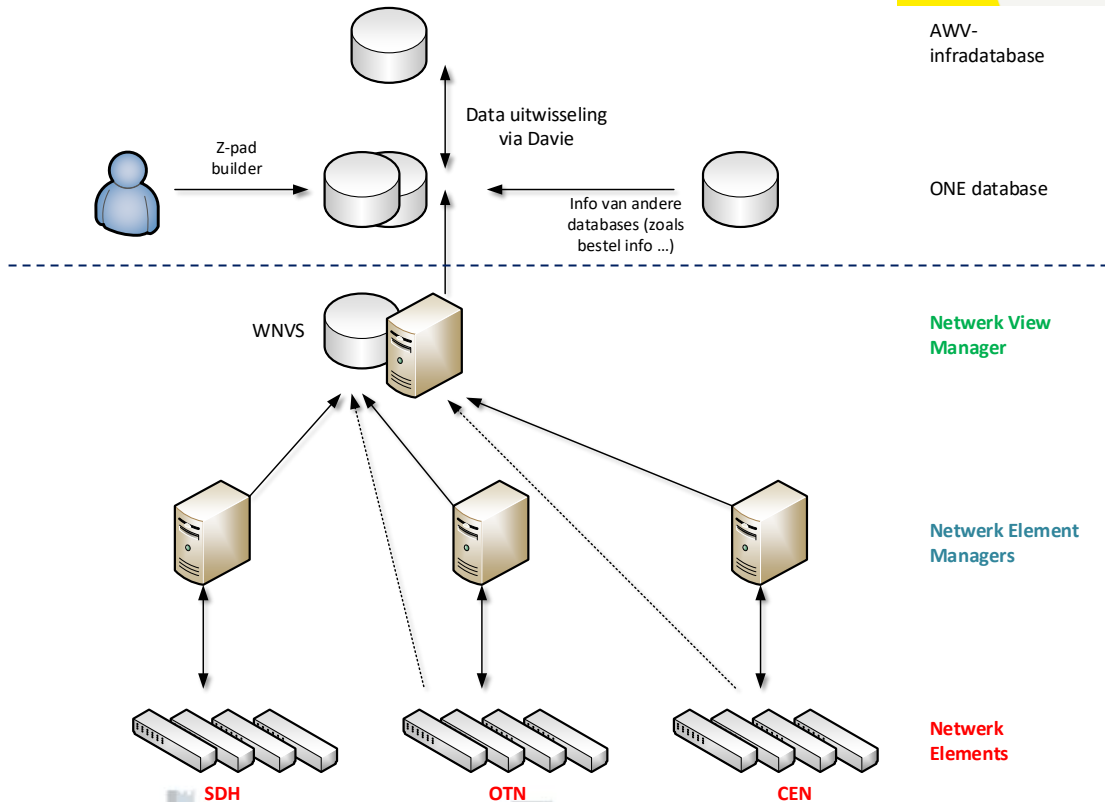 AWV-
infradatabase
Data uitwisseling
via Davie
Z-pad
builder
ONE database
Info van andere
databases (zoals
bestel info ...)
WNVS
Netwerk View
Manager
Netwerk Element
Managers
Netwerk
Elements
SDH
OTN
CEN